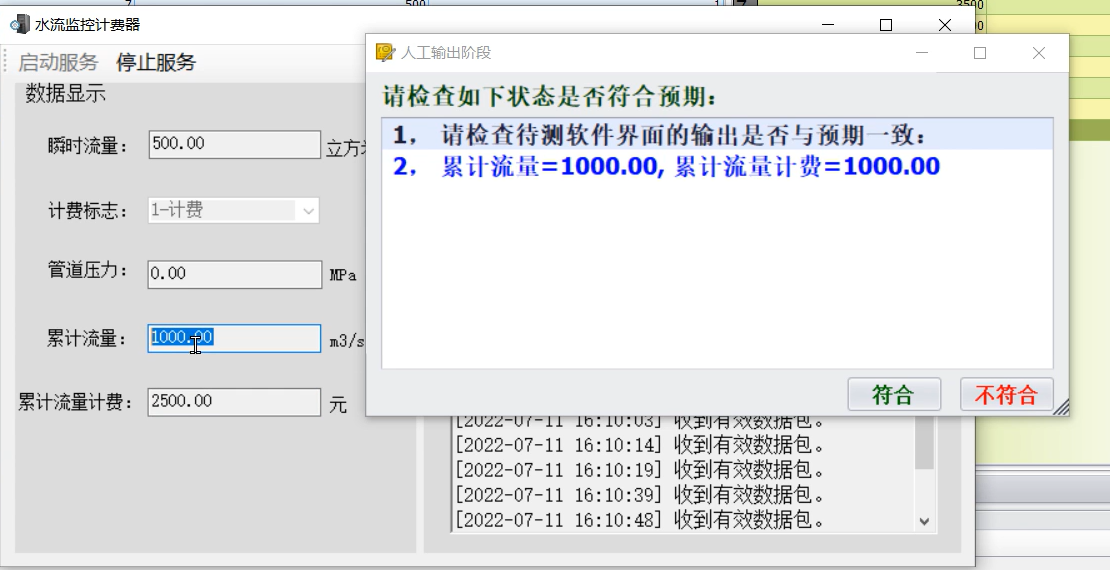 7 500 1 7 3500
水流监控计费器
启动服务 停止服务
数据显示
瞬时流量： 500.00 立方
计费标志： 1-计费
管道压力： 0.00 MPa
累计流量： 1000.00 m3/s
累计流量计费： 2500.00 元
人工输出阶段
请检查如下状态是否符合预期：
1， 请检查待测软件界面的输出是否与预期一致：
2， 累计流量=1000.00, 累计流量计费=1000.00
符合 不符合
[2022-07-11 16:10:03] 收到有效数据包。
[2022-07-11 16:10:14] 收到有效数据包。
[2022-07-11 16:10:19] 收到有效数据包。
[2022-07-11 16:10:39] 收到有效数据包。
[2022-07-11 16:10:48] 收到有效数据包。